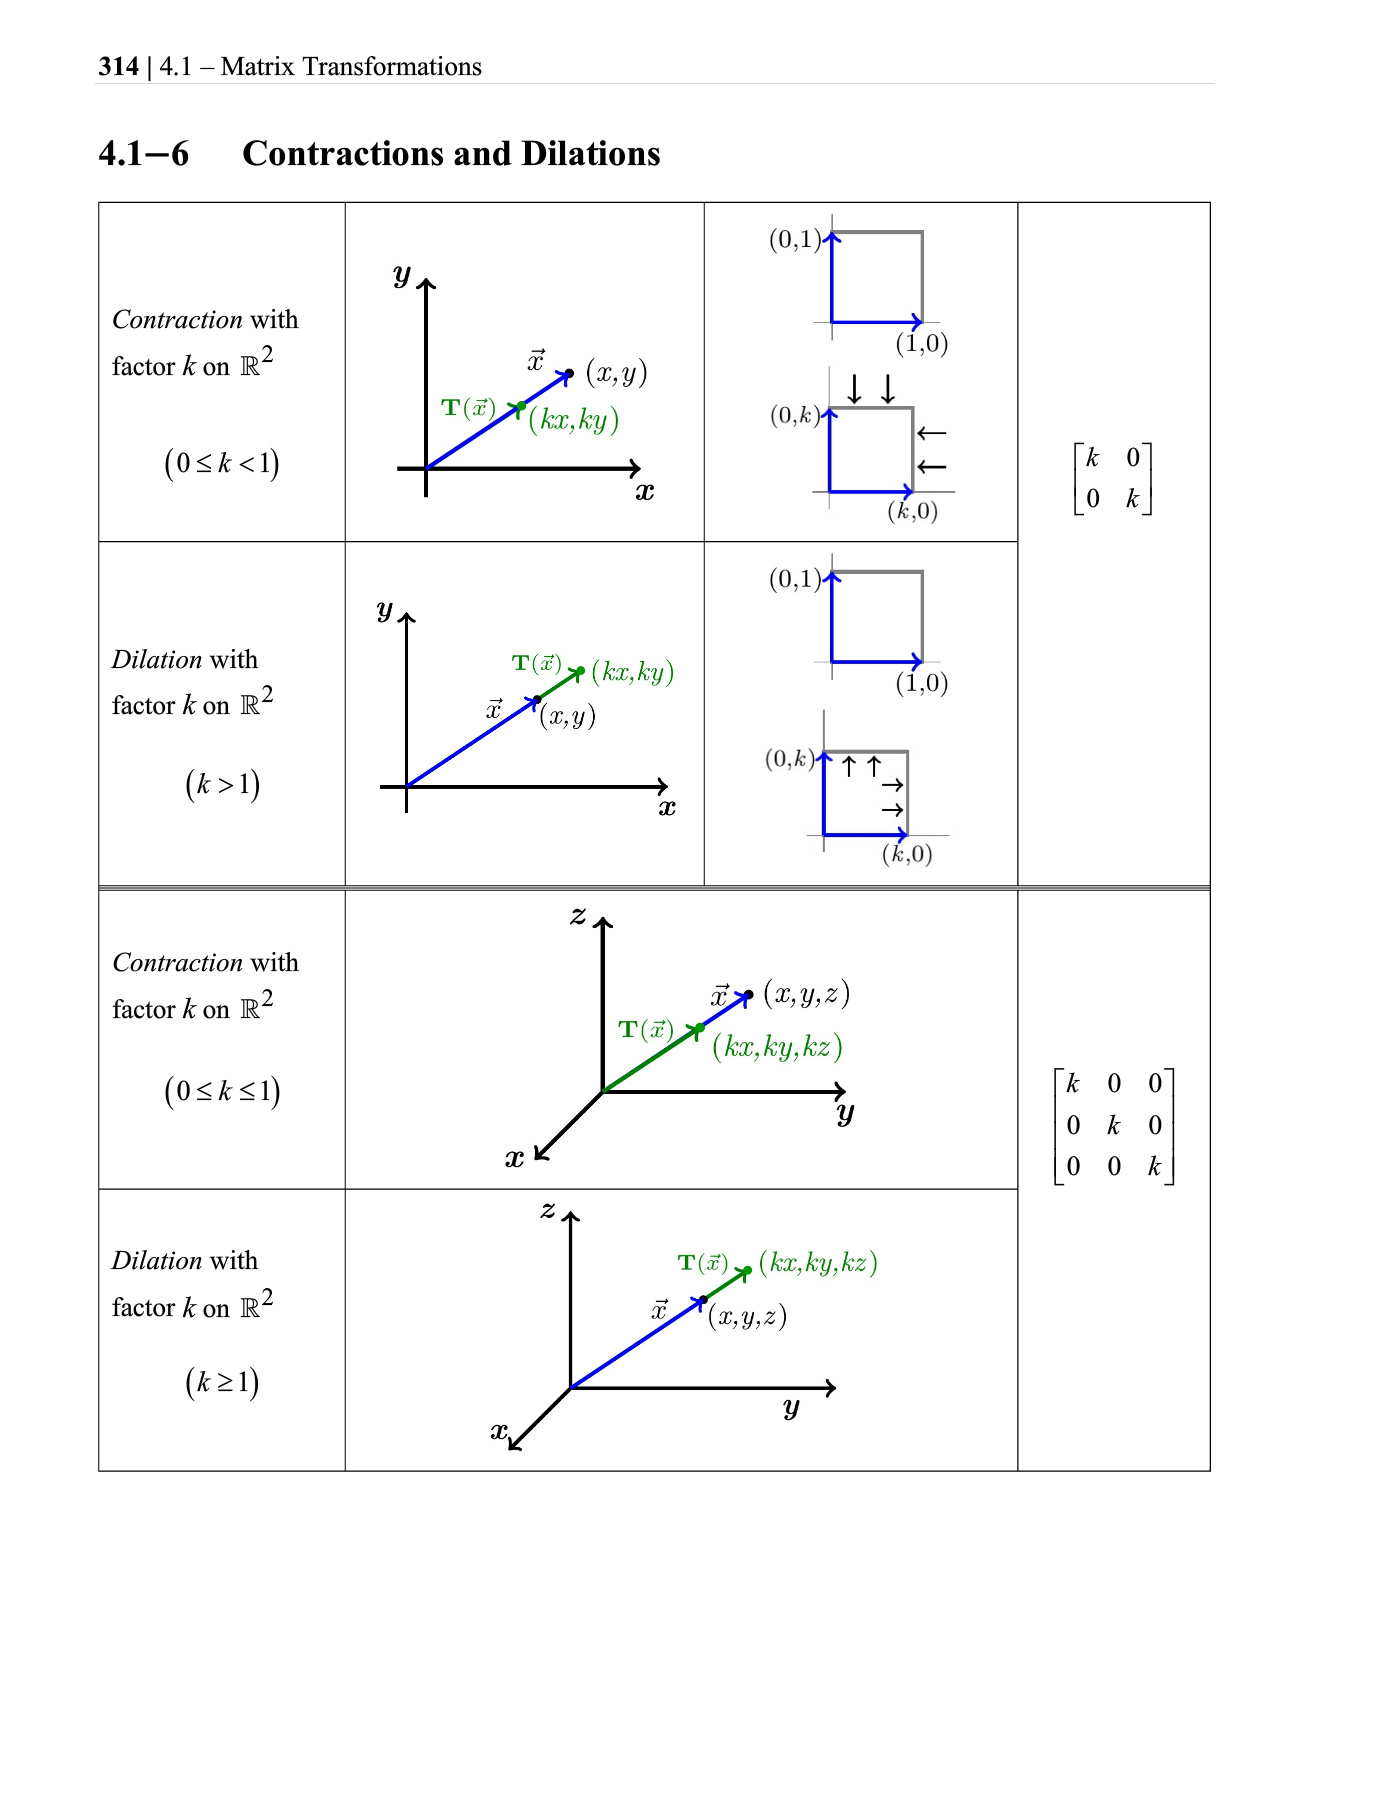 314 | 4.1 – Matrix Transformations
4.1–6 Contractions and Dilations
Contraction with
factor k on ℝ²
(0 ≤ k < 1)
y
x⃗
(x,y)
T(x⃗)
(kx,ky)
x
(0,1)
(1,0)
(0,k)
(k,0)
[k 0]
[0 k]
Dilation with
factor k on ℝ²
(k > 1)
y
T(x⃗)
(kx,ky)
x⃗
(x,y)
x
(0,1)
(1,0)
(0,k)
(k,0)
Contraction with
factor k on ℝ²
(0 ≤ k ≤ 1)
z
x⃗
(x,y,z)
T(x⃗)
(kx,ky,kz)
y
x
[k 0 0]
[0 k 0]
[0 0 k]
Dilation with
factor k on ℝ²
(k ≥ 1)
z
T(x⃗)
(kx,ky,kz)
x⃗
(x,y,z)
y
x